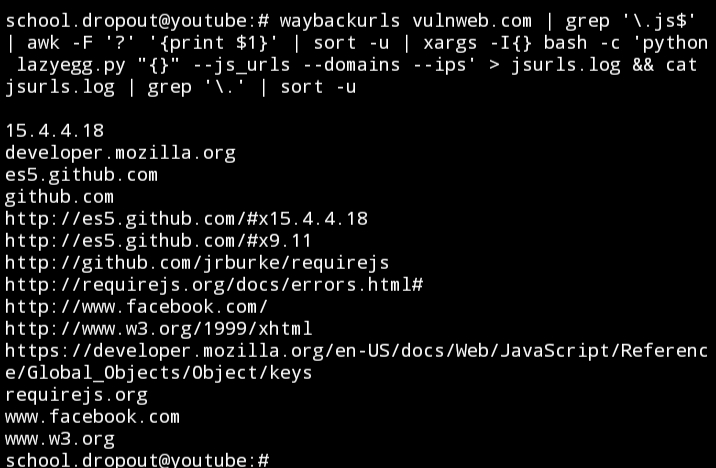 school.dropout@youtube:# waybackurls vulnweb.com | grep '\.js$'
| awk -F '?' '{print $1}' | sort -u | xargs -I{} bash -c 'python
lazyegg.py "{}" --js_urls --domains --ips' > jsurls.log && cat
jsurls.log | grep '\.' | sort -u
15.4.4.18
developer.mozilla.org
es5.github.com
github.com
http://es5.github.com/#x15.4.4.18
http://es5.github.com/#x9.11
http://github.com/jrburke/requirejs
http://requirejs.org/docs/errors.html#
http://www.facebook.com/
http://www.w3.org/1999/xhtml
https://developer.mozilla.org/en-US/docs/Web/JavaScript/Referenc
e/Global_Objects/Object/keys
requirejs.org
www.facebook.com
www.w3.org
school.dropout@youtube:#